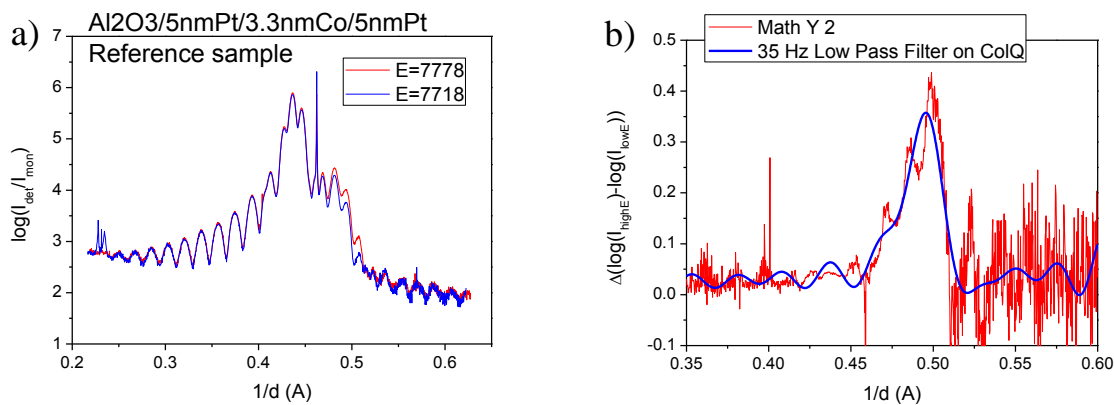 a)
Al2O3/5nmPt/3.3nmCo/5nmPt
Reference sample
E=7778
E=7718
log(I_det/I_mon)
7
6
5
4
3
2
1
0.2 0.3 0.4 0.5 0.6
1/d (A)
b)
Math Y 2
35 Hz Low Pass Filter on ColQ
Δ(log(I_highE)-log(I_lowE))
0.5
0.4
0.3
0.2
0.1
0.0
-0.1
0.35 0.40 0.45 0.50 0.55 0.60
1/d (A)